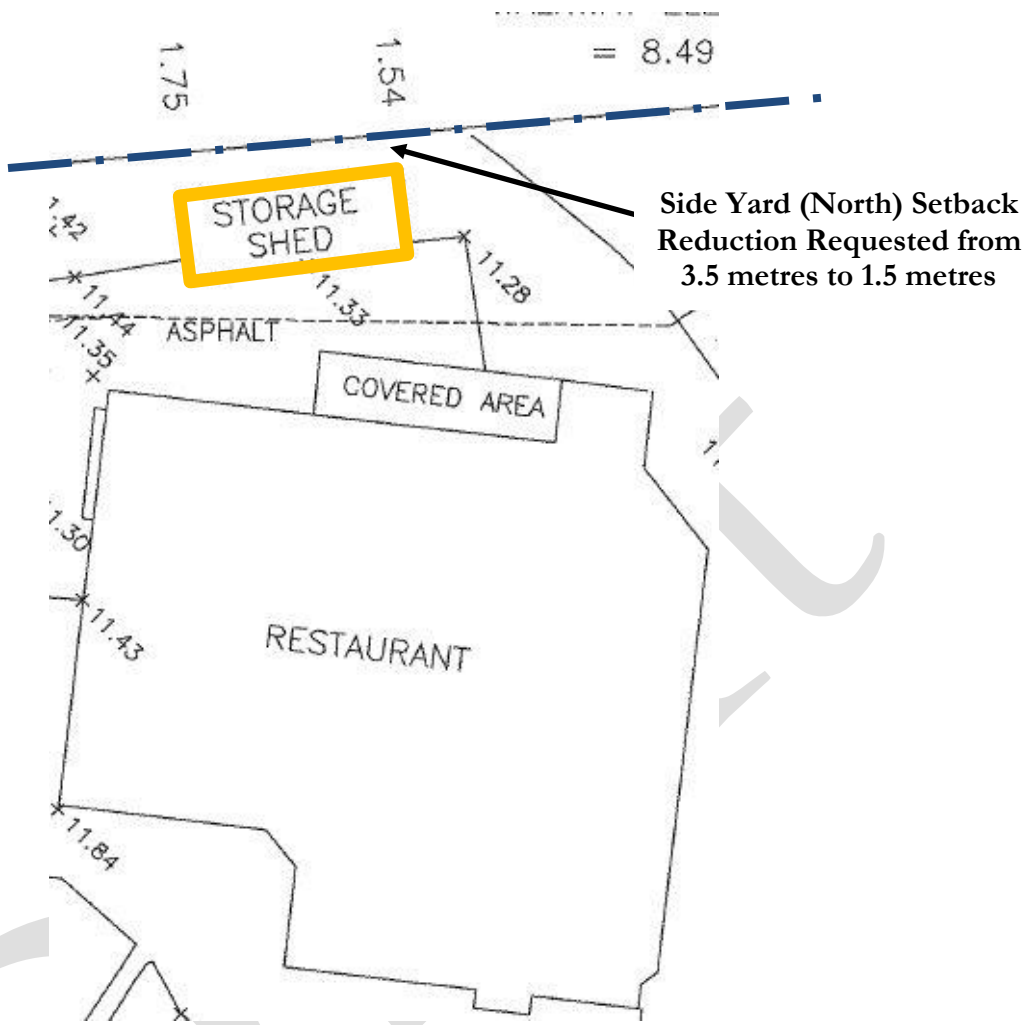 1.75
1.54
= 8.49
STORAGE
SHED
Side Yard (North) Setback
Reduction Requested from
3.5 metres to 1.5 metres
11.28
11.33
11.44
ASPHALT
11.35
COVERED AREA
11.30
11.43
RESTAURANT
11.84